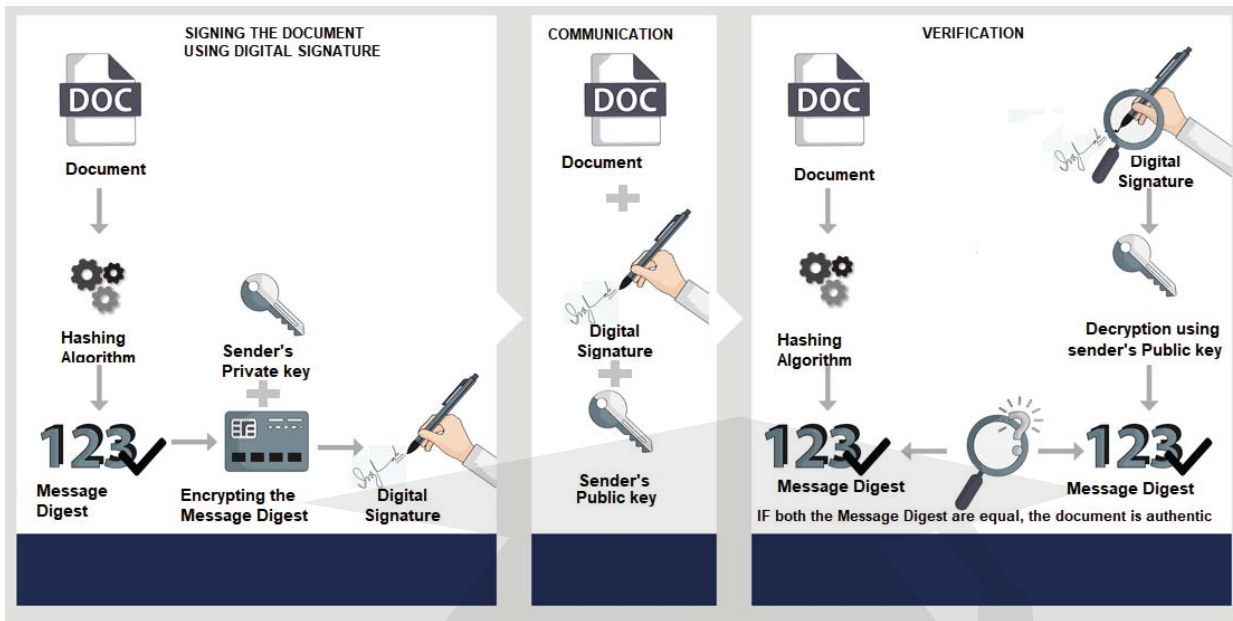 SIGNING THE DOCUMENT
USING DIGITAL SIGNATURE
DOC
Document
Hashing
Algorithm
Sender's
Private key
123
Message
Digest
Encrypting the
Message Digest
Digital
Signature
COMMUNICATION
DOC
Document
Digital
Signature
Sender's
Public key
VERIFICATION
DOC
Document
Hashing
Algorithm
123
Message Digest
Digital
Signature
Decryption using
sender's Public key
?
123
Message Digest
IF both the Message Digest are equal, the document is authentic